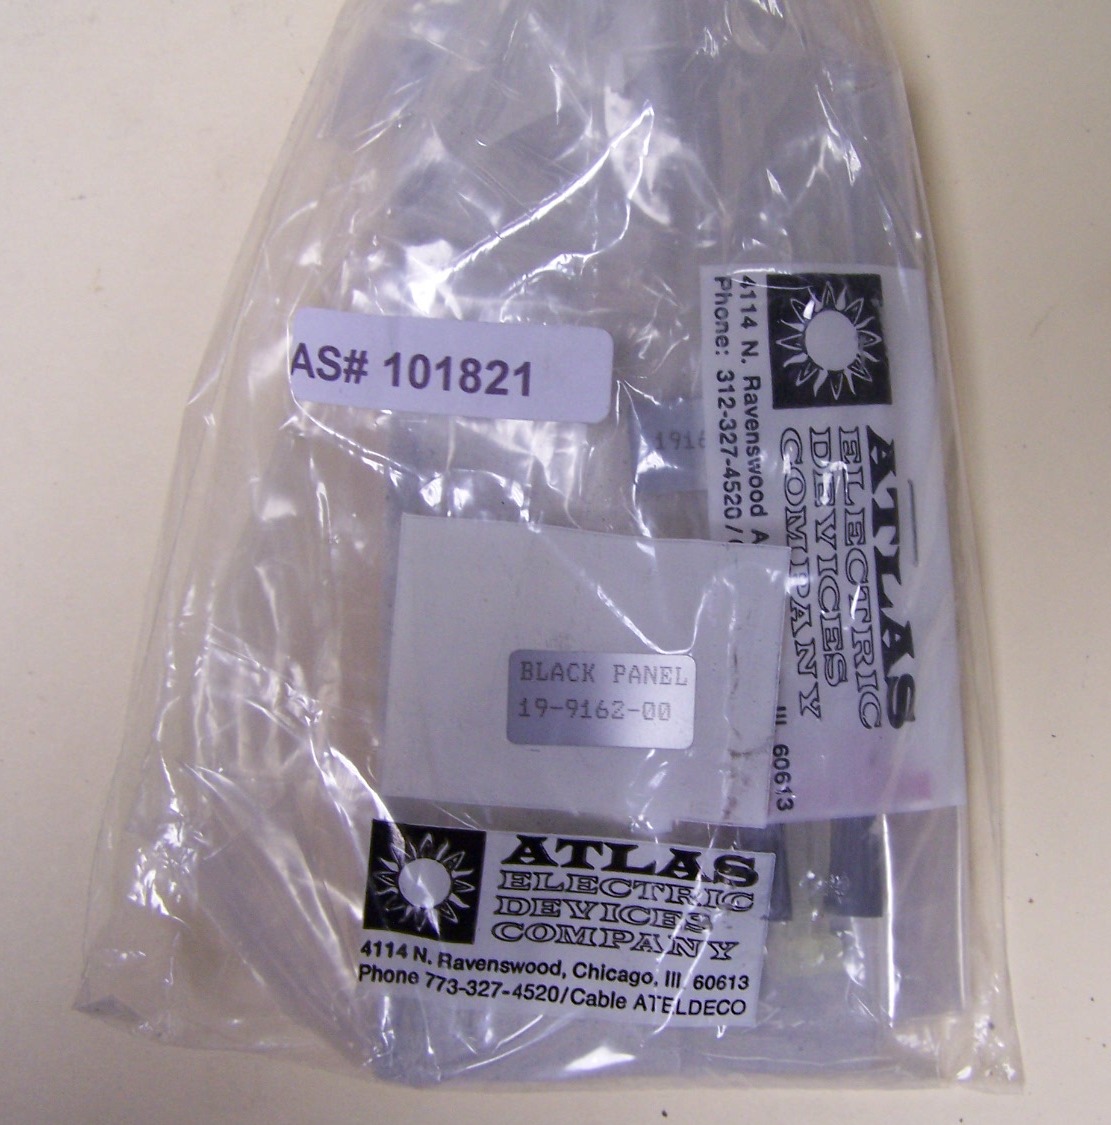 AS# 101821
4114 N. Ravenswood A
Phone: 312-327-4520 /
ATLAS
ELECTRIC
DEVICES
COMPANY
Ill 60613
BLACK PANEL
19-9162-00
ATLAS
ELECTRIC
DEVICES
COMPANY
4114 N. Ravenswood, Chicago, Ill 60613
Phone 773-327-4520/Cable ATELDECO